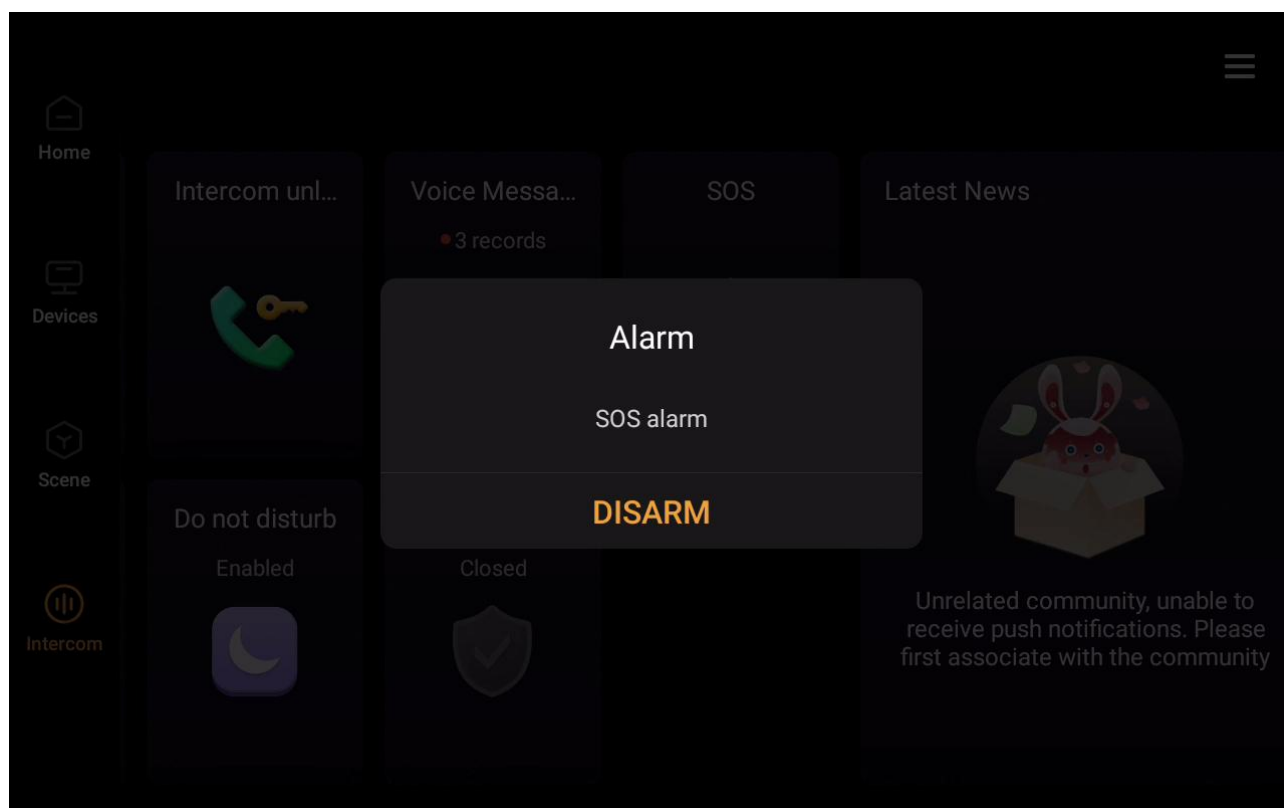 Home
Devices
Scene
Intercom
Intercom unl...
Voice Messa...
• 3 records
SOS
Latest News
Alarm
SOS alarm
DISARM
Do not disturb
Enabled
Closed
Unrelated community, unable to
receive push notifications. Please
first associate with the community